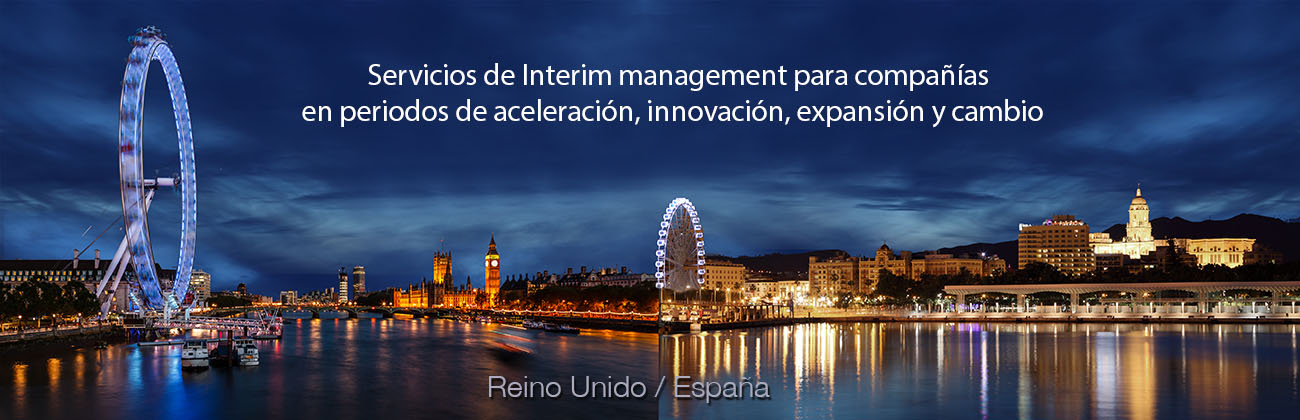 Servicios de Interim management para compañías
en periodos de aceleración, innovación, expansión y cambio
Reino Unido / España